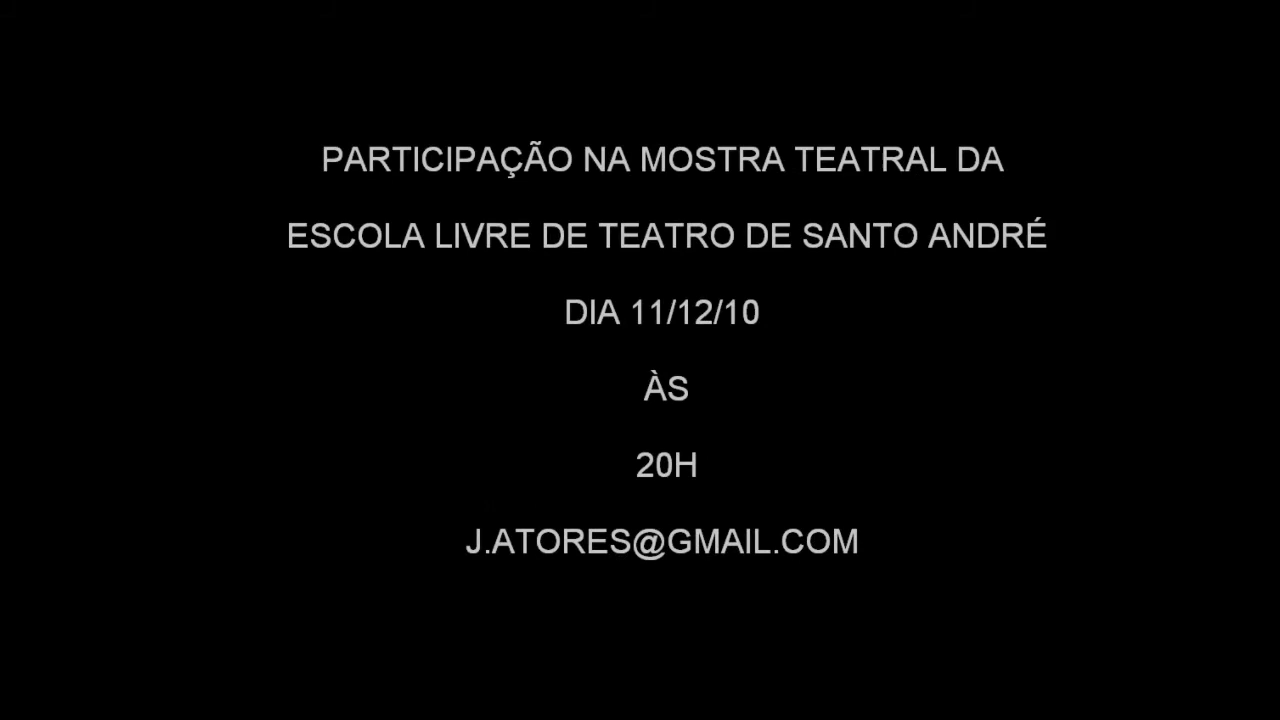 PARTICIPAÇÃO NA MOSTRA TEATRAL DA
ESCOLA LIVRE DE TEATRO DE SANTO ANDRÉ
DIA 11/12/10
ÀS
20H
J.ATORES@GMAIL.COM